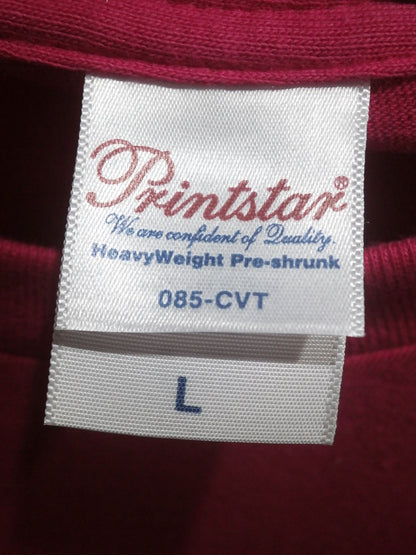 Printstar®
We are confident of Quality.
HeavyWeight Pre-shrunk
085-CVT
L